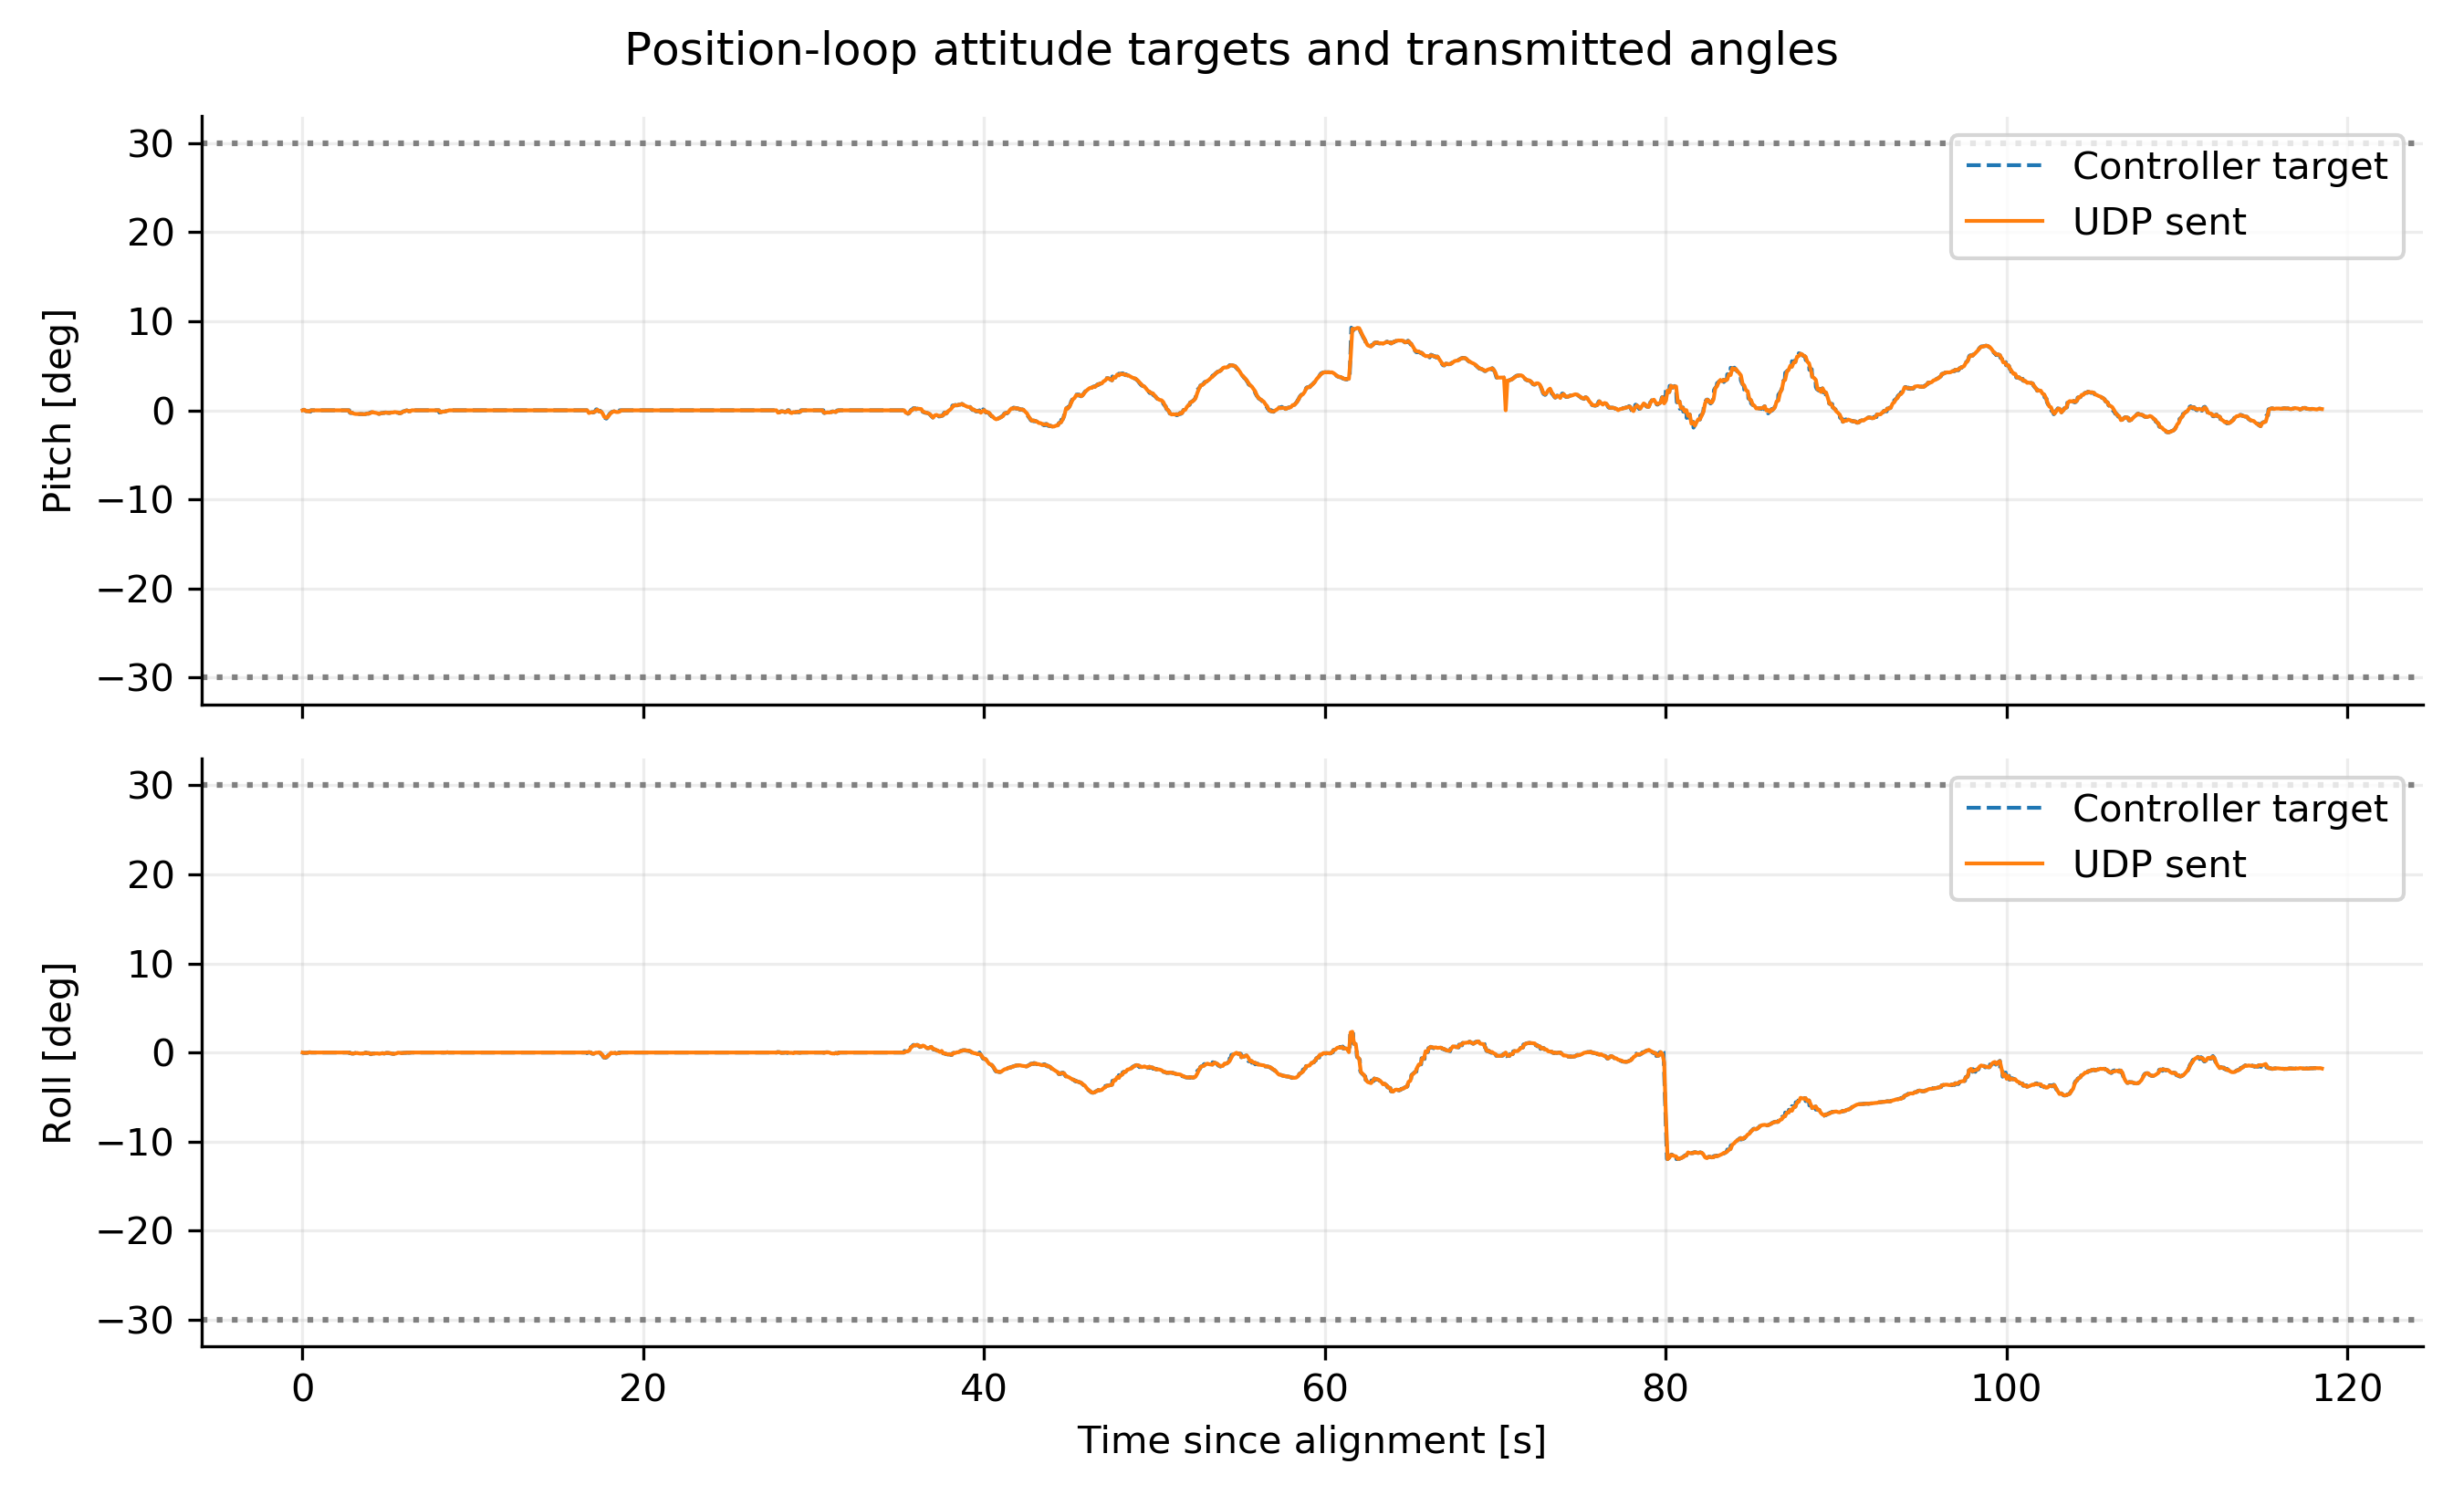 Position-loop attitude targets and transmitted angles
Pitch [deg]
30
20
10
0
−10
−20
−30
Controller target
UDP sent
Roll [deg]
30
20
10
0
−10
−20
−30
Controller target
UDP sent
0 20 40 60 80 100 120
Time since alignment [s]